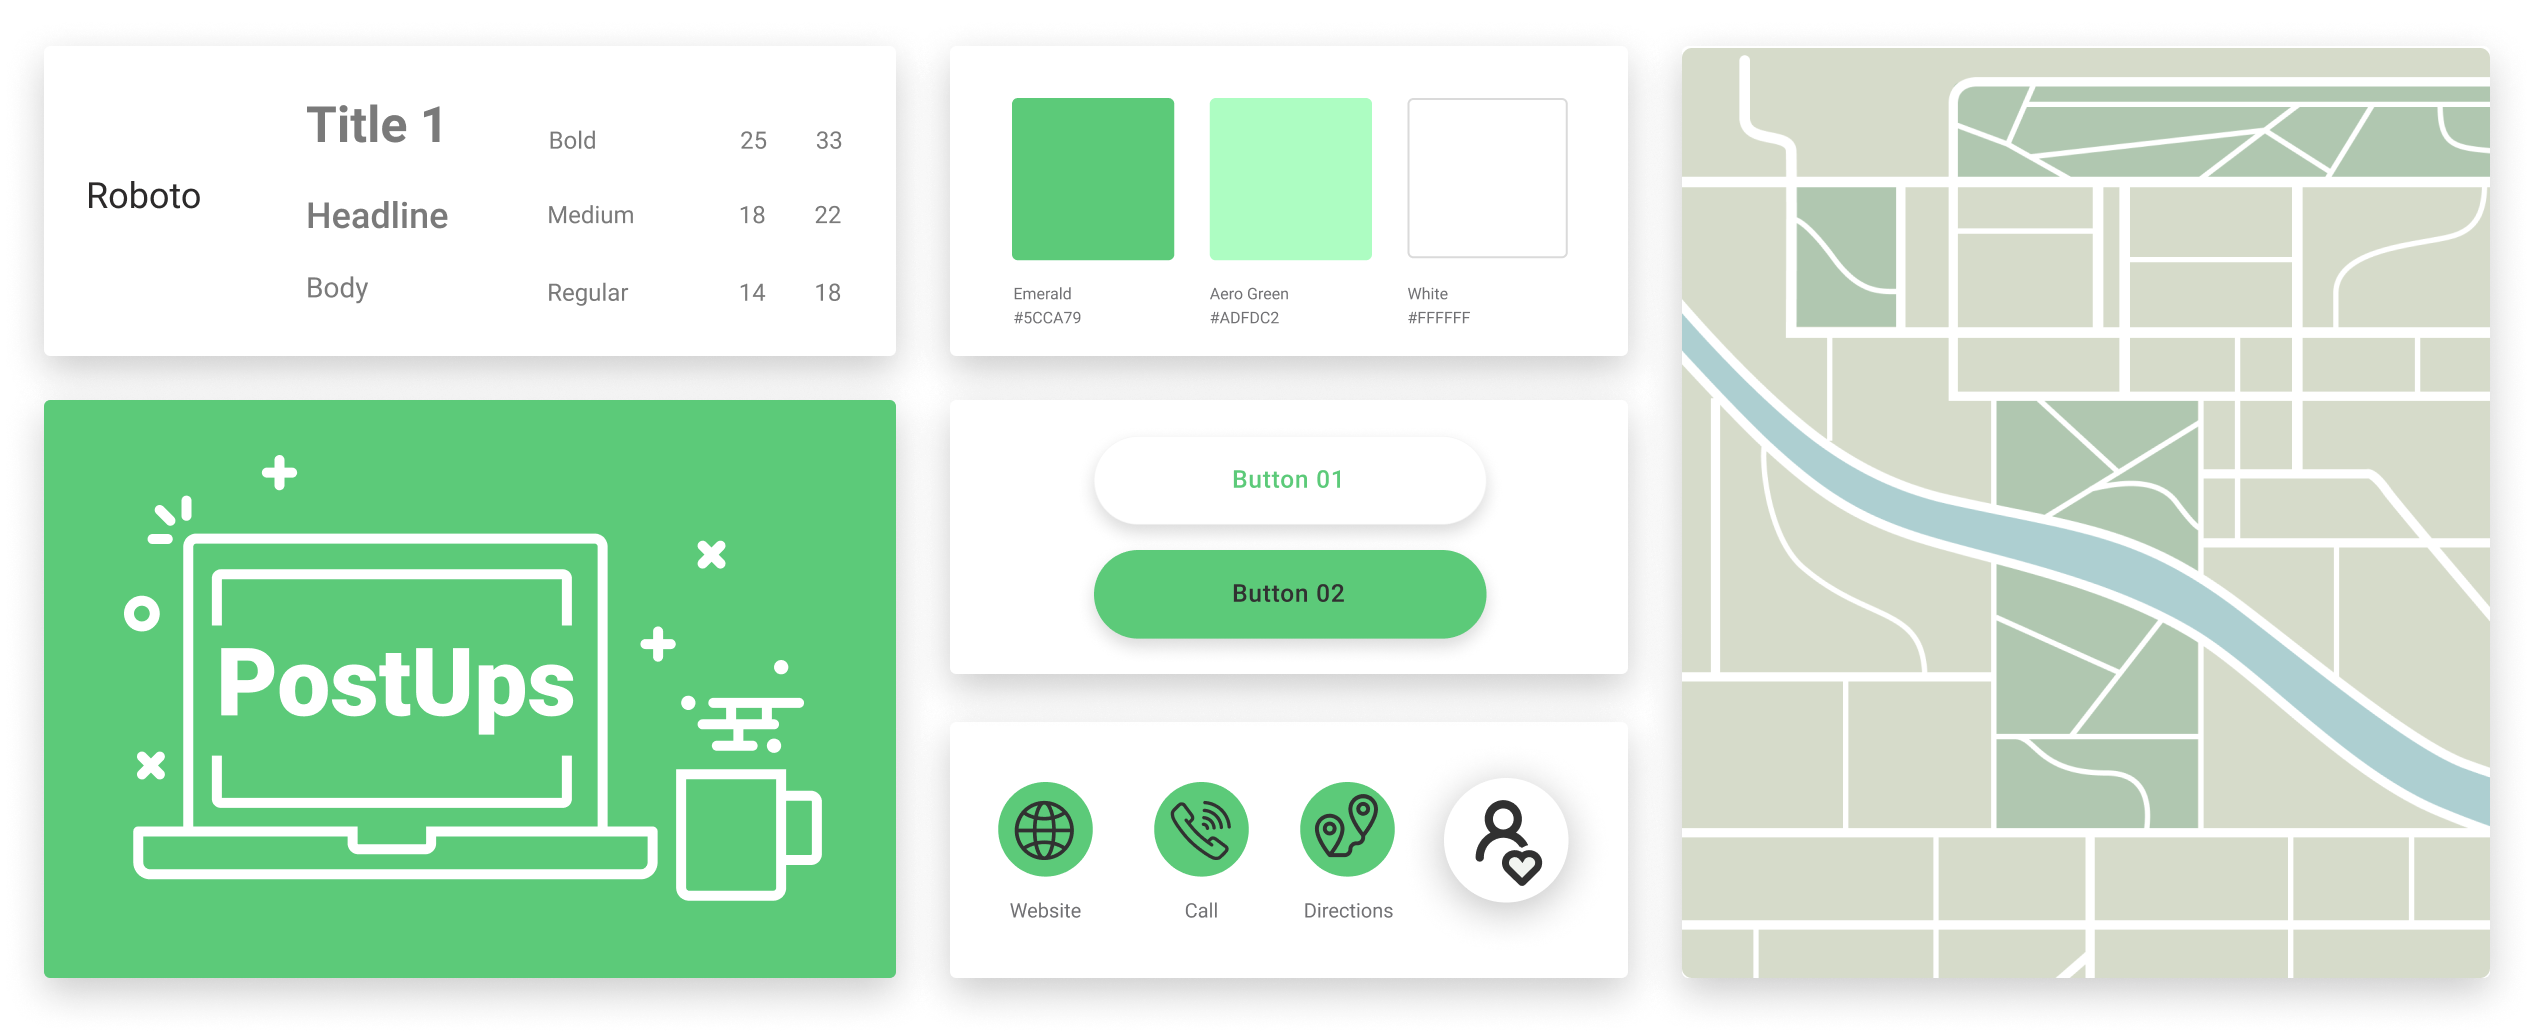 Roboto
Title 1 Bold 25 33
Headline Medium 18 22
Body Regular 14 18
Emerald
#5CCA79
Aero Green
#ADFDC2
White
#FFFFFF
PostUps
Button 01
Button 02
Website
Call
Directions